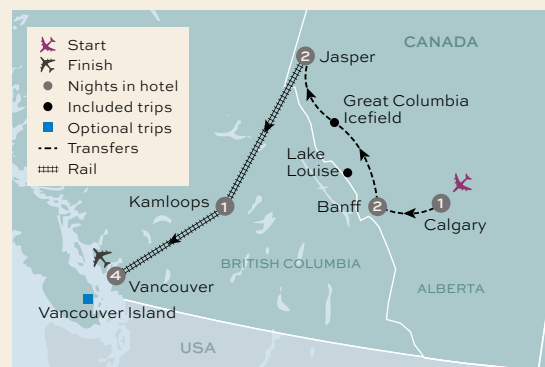 Start
Finish
Nights in hotel
Included trips
Optional trips
Transfers
Rail
CANADA
2
Jasper
Great Columbia
Icefield
Lake
Louise
Kamloops
1
Banff
2
1
Calgary
4
Vancouver
BRITISH COLUMBIA
ALBERTA
Vancouver Island
USA